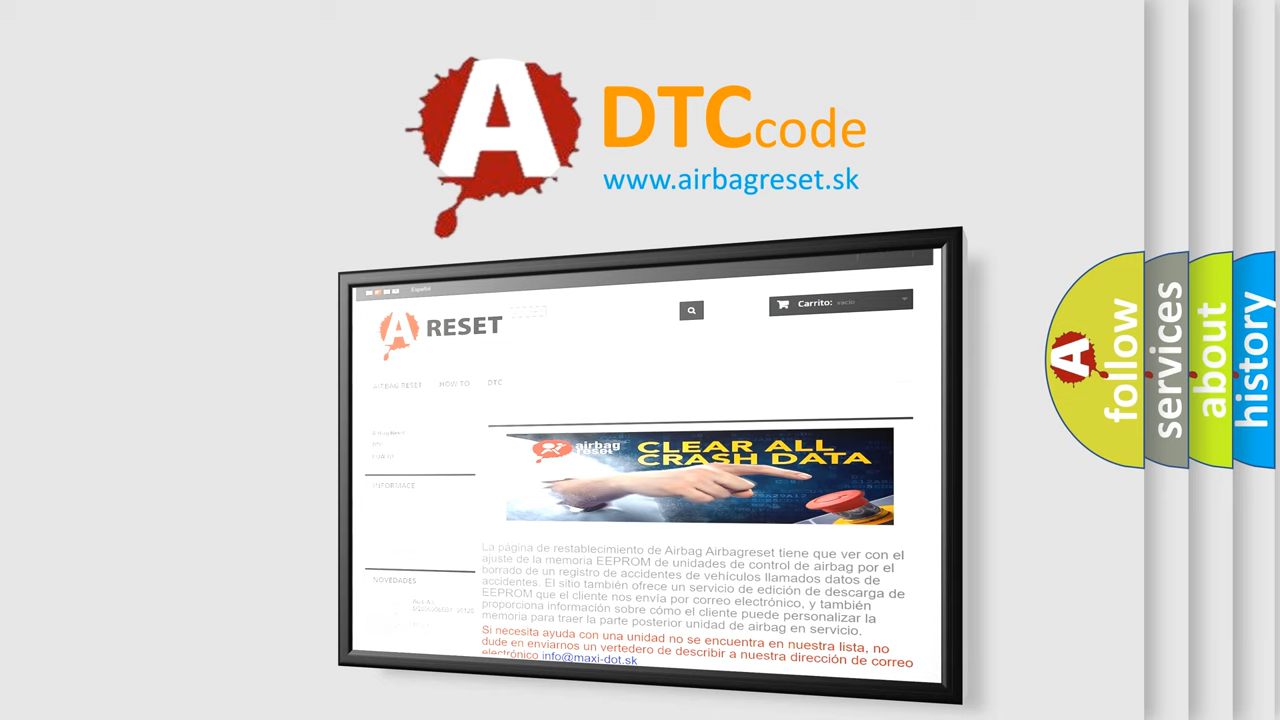 A
DTCcode
www.airbagreset.sk
Español
A RESET
Carrito: vacío
AIRBAG RESET HOW TO DTC
INFORMACE
NOVEDADES
airbag
reset
CLEAR ALL
CRASH DATA
La página de restablecimiento de Airbag Airbagreset tiene que ver con el
ajuste de la memoria EEPROM de unidades de control de airbag por el
borrado de un registro de accidentes de vehículos llamados datos de
accidentes. El sitio también ofrece un servicio de edición de descarga de
EEPROM que el cliente nos envía por correo electrónico, y también
proporciona información sobre cómo el cliente puede personalizar la
memoria para traer la parte posterior unidad de airbag en servicio.
Si necesita ayuda con una unidad no se encuentra en nuestra lista, no
dude en enviarnos un vertedero de describir a nuestra dirección de correo
electrónico info@maxi-dot.sk
A
follow
services
about
history